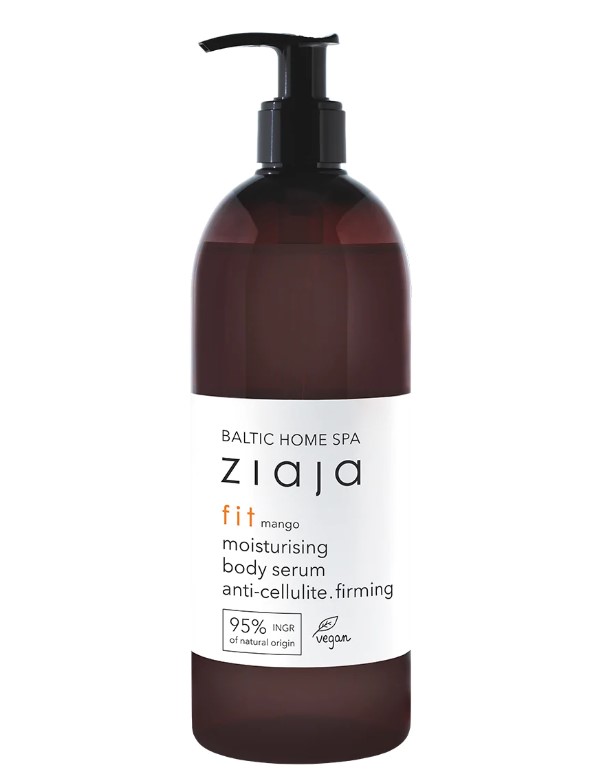 BALTIC HOME SPA
ziaja
fit mango
moisturising
body serum
anti-cellulite.firming
95% INGR
of natural origin
vegan